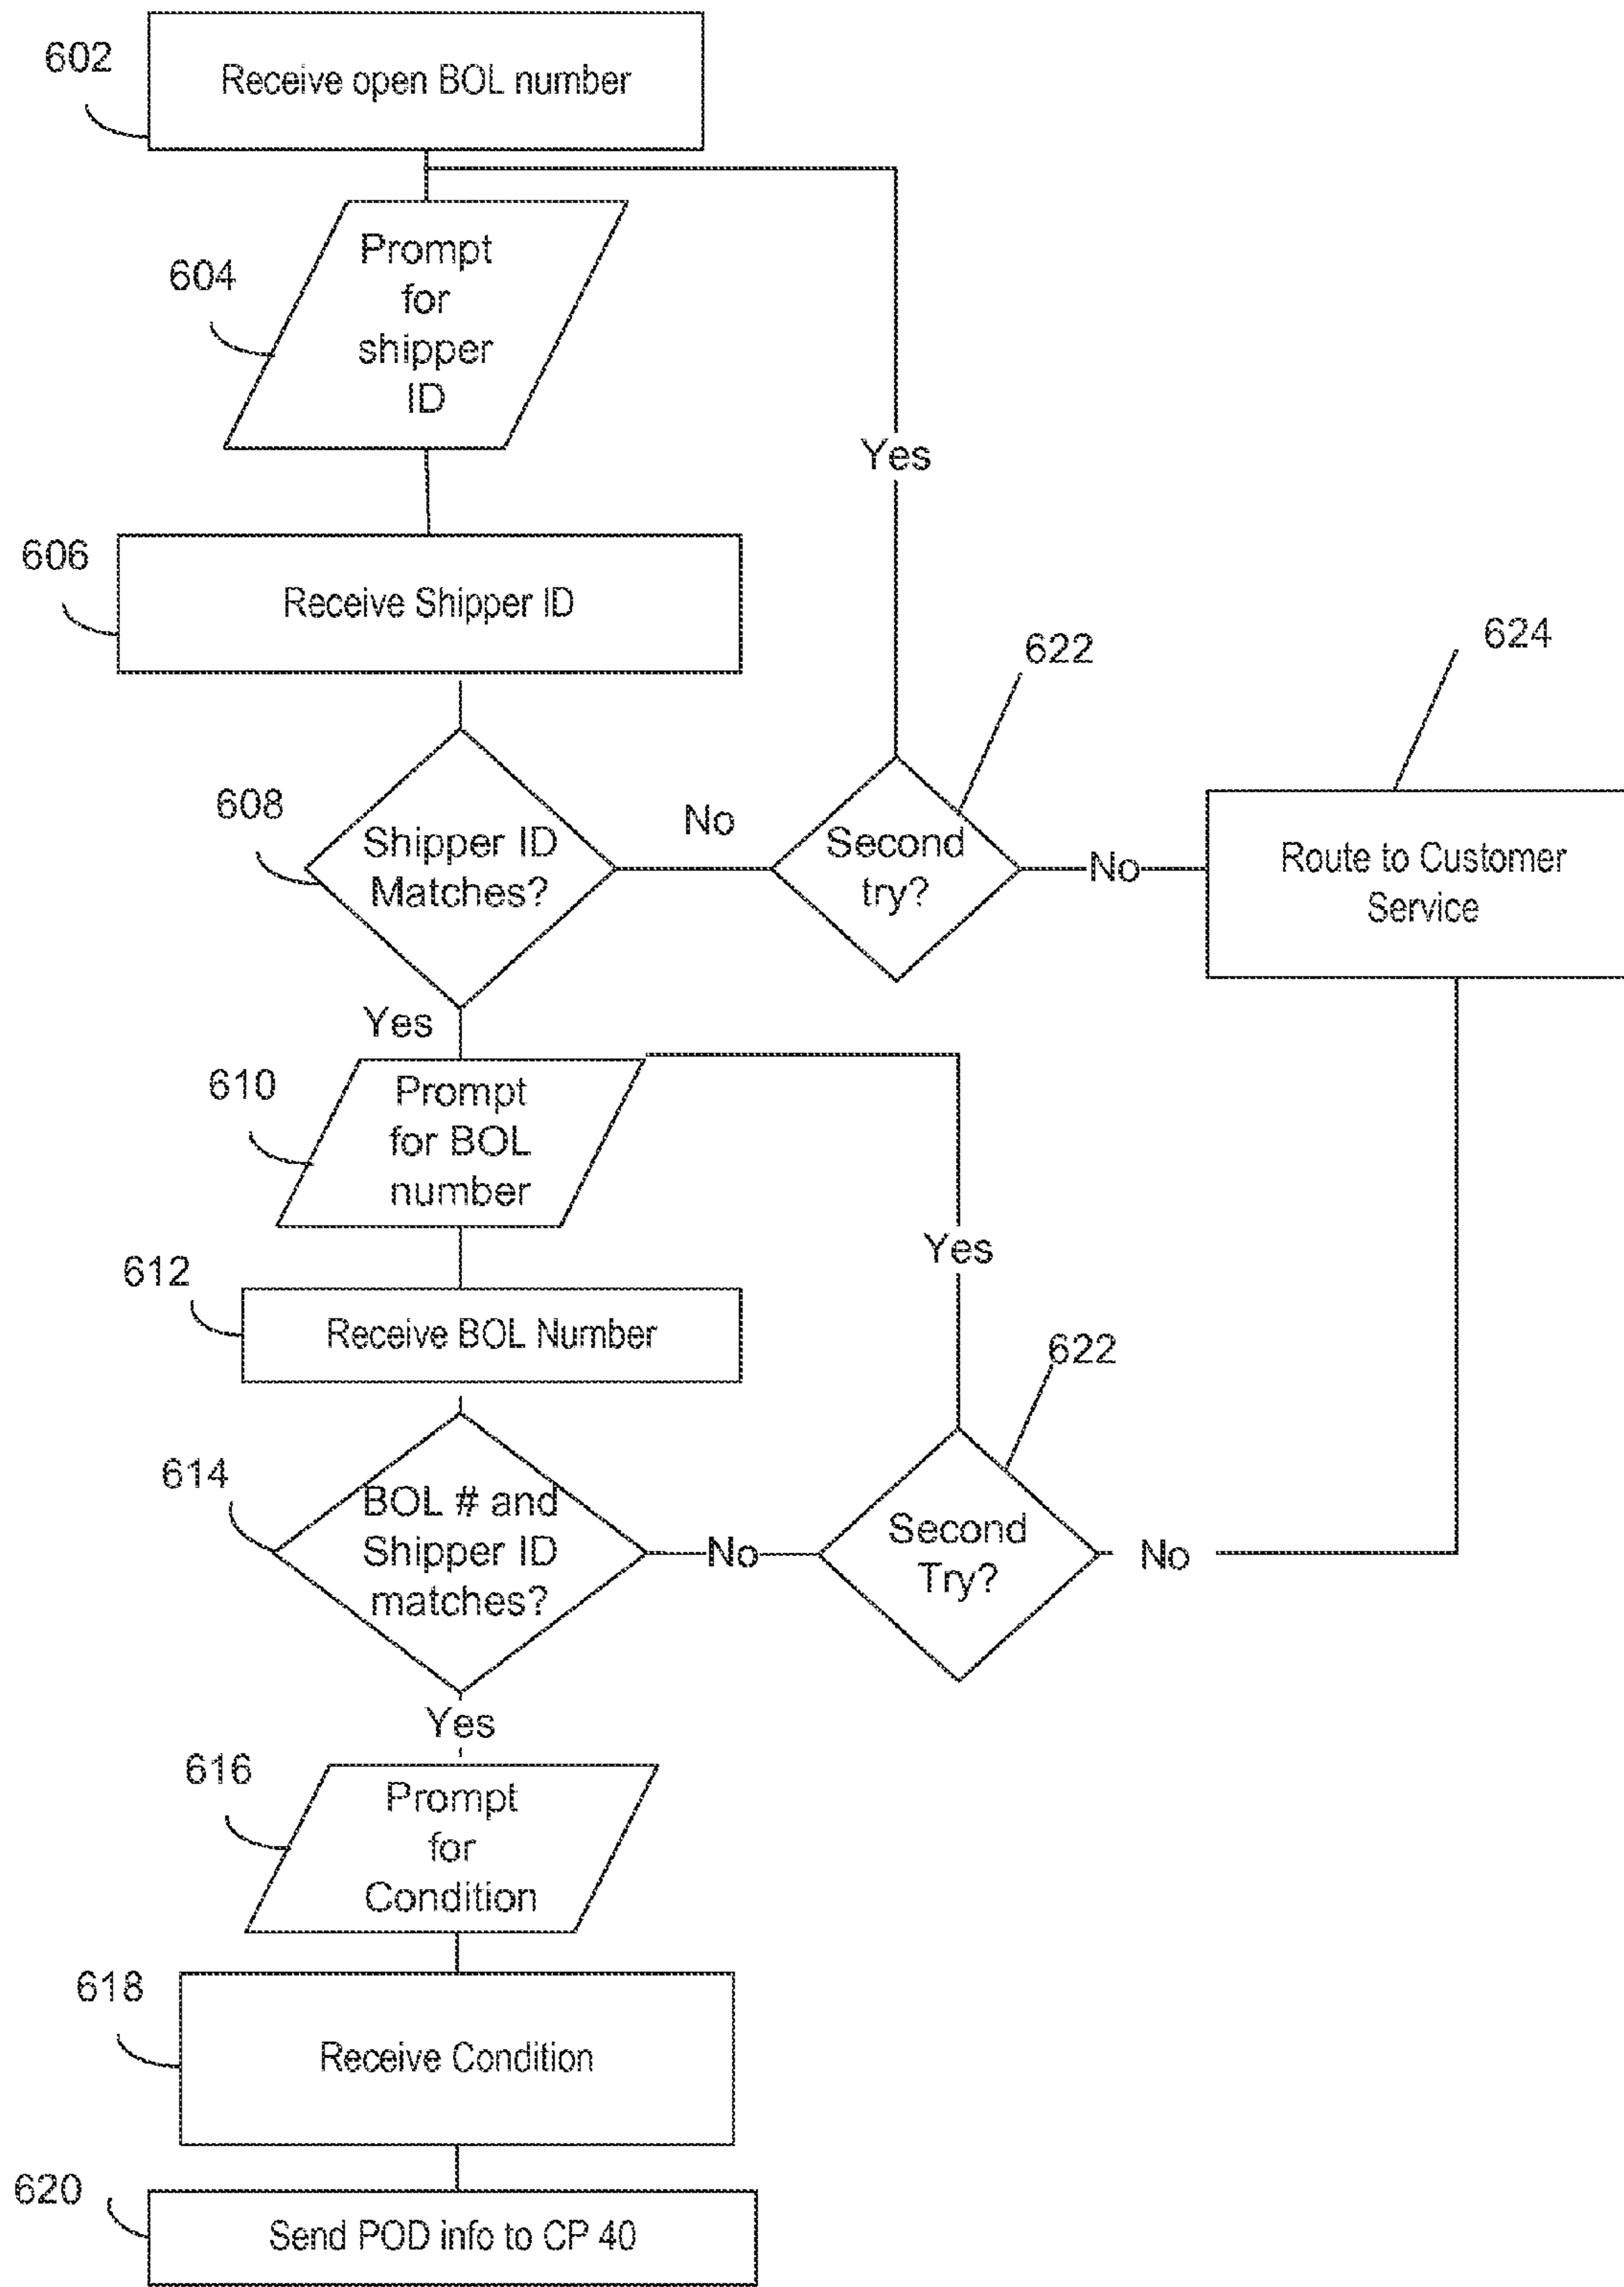 602
Receive open BOL number
604
Prompt
for
shipper
ID
Yes
606
Receive Shipper ID
622
624
608
Shipper ID
Matches?
No
Second
try?
No
Route to Customer
Service
Yes
610
Prompt
for BOL
number
Yes
612
Receive BOL Number
622
614
BOL # and
Shipper ID
matches?
No
Second
Try?
No
Yes
616
Prompt
for
Condition
618
Receive Condition
620
Send POD info to CP 40